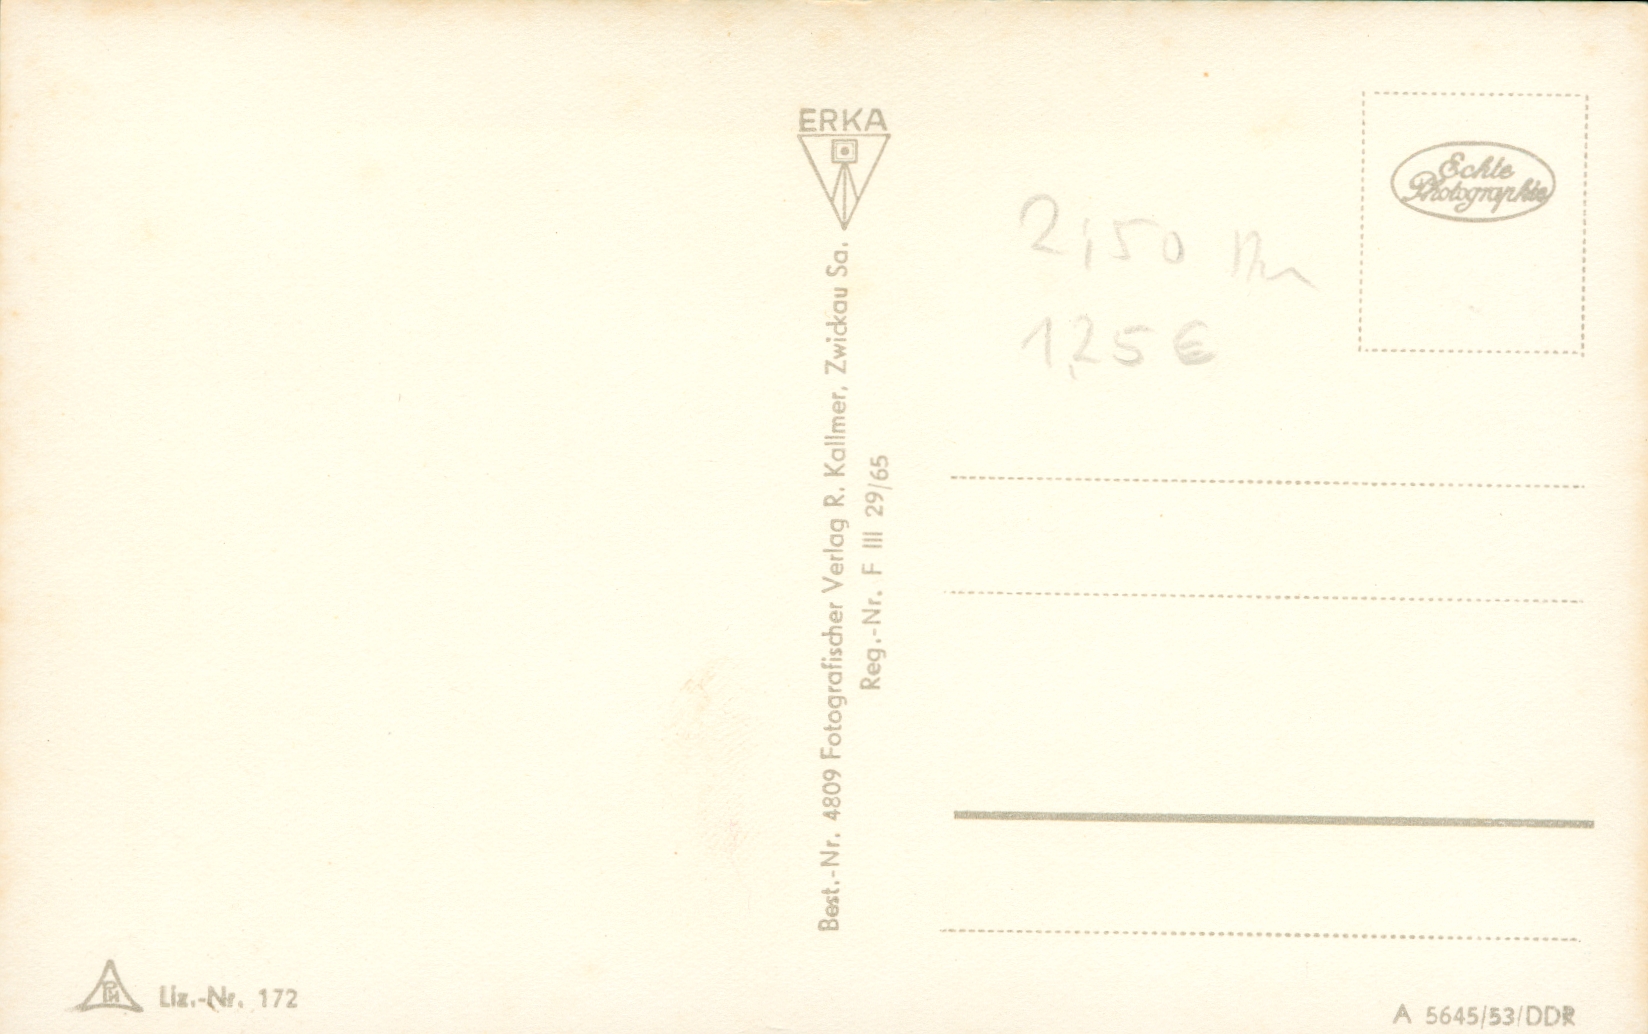 ERKA
Best.-Nr. 4809 Fotografischer Verlag R. Kallmer, Zwickau Sa.
Reg.-Nr. F III 29/65
Echte
Photographie
2,50
1,25 €
Liz.-Nr. 172
A 5645/53/DDR